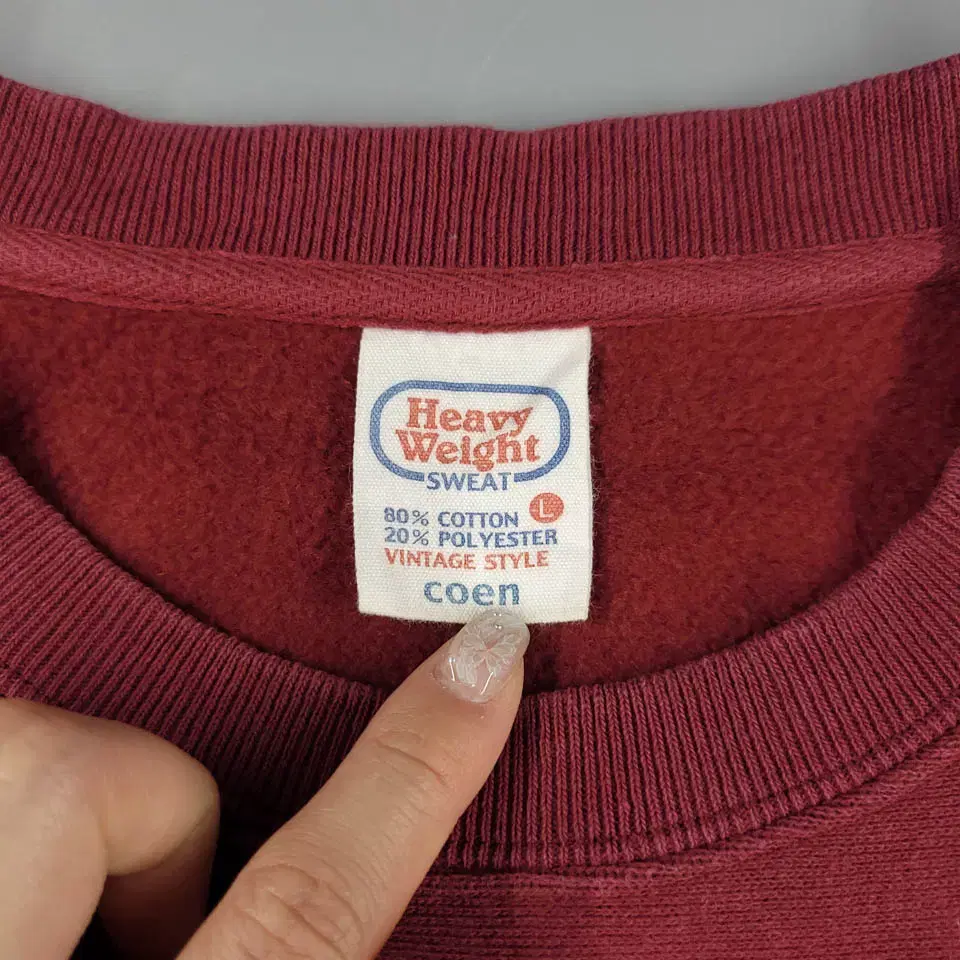 Heavy
Weight
SWEAT
80% COTTON L
20% POLYESTER
VINTAGE STYLE
coen